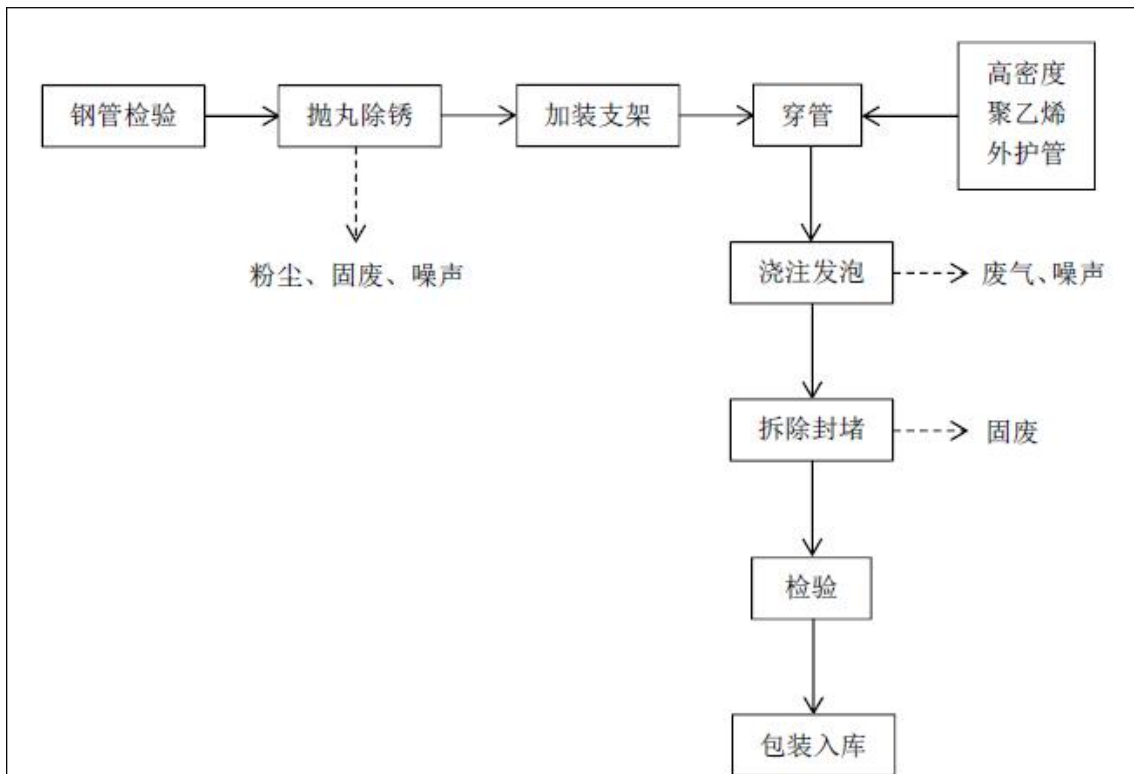 钢管检验
抛丸除锈
加装支架
穿管
高密度
聚乙烯
外护管
粉尘、固废、噪声
浇注发泡
废气、噪声
拆除封堵
固废
检验
包装入库